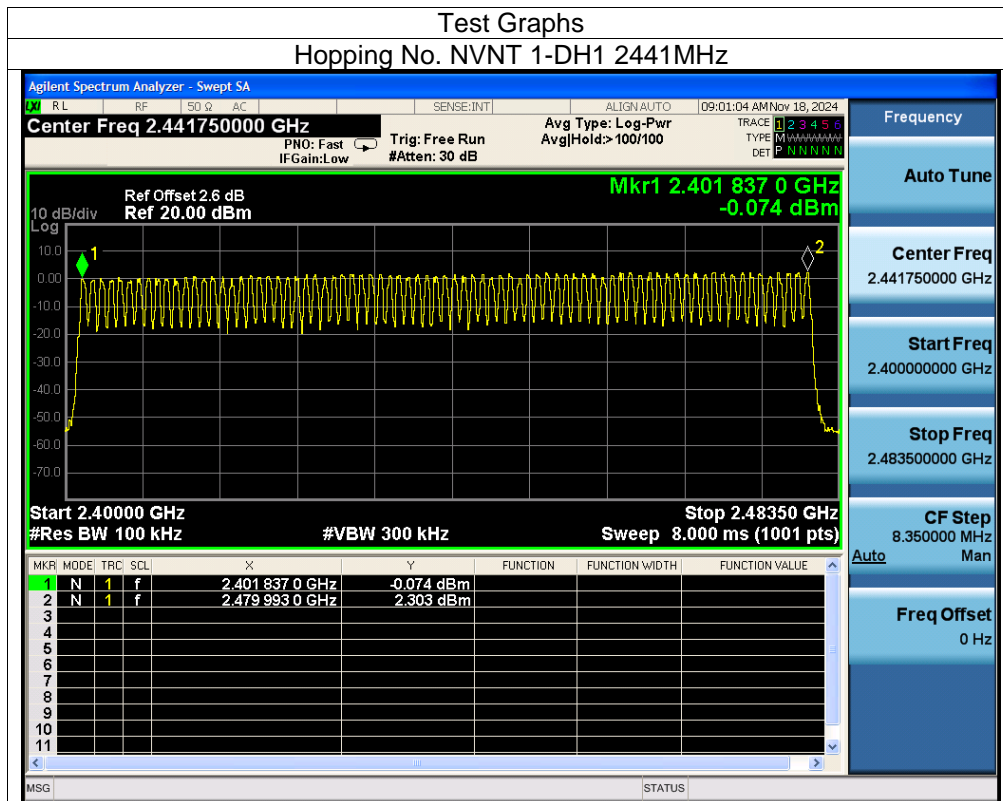 Test Graphs
Hopping No. NVNT 1-DH1 2441MHz
Agilent Spectrum Analyzer - Swept SA
LXI RL RF 50 Ω AC SENSE:INT ALIGN AUTO 09:01:04 AM Nov 18, 2024
Center Freq 2.441750000 GHz
PNO: Fast
IFGain:Low
Trig: Free Run
#Atten: 30 dB
Avg Type: Log-Pwr
Avg|Hold:>100/100
TRACE 1 2 3 4 5 6
TYPE MWWWWW
DET P N N N N N
Ref Offset 2.6 dB
10 dB/div Ref 20.00 dBm
Log
Mkr1 2.401 837 0 GHz
-0.074 dBm
10.0
0.00
-10.0
-20.0
-30.0
-40.0
-50.0
-60.0
-70.0
1
2
Start 2.40000 GHz Stop 2.48350 GHz
#Res BW 100 kHz #VBW 300 kHz Sweep 8.000 ms (1001 pts)
MKR MODE TRC SCL X Y FUNCTION FUNCTION WIDTH FUNCTION VALUE
1 N 1 f 2.401 837 0 GHz -0.074 dBm
2 N 1 f 2.479 993 0 GHz 2.303 dBm
3
4
5
6
7
8
9
10
11
MSG STATUS
Frequency
Auto Tune
Center Freq
2.441750000 GHz
Start Freq
2.400000000 GHz
Stop Freq
2.483500000 GHz
CF Step
8.350000 MHz
Auto Man
Freq Offset
0 Hz